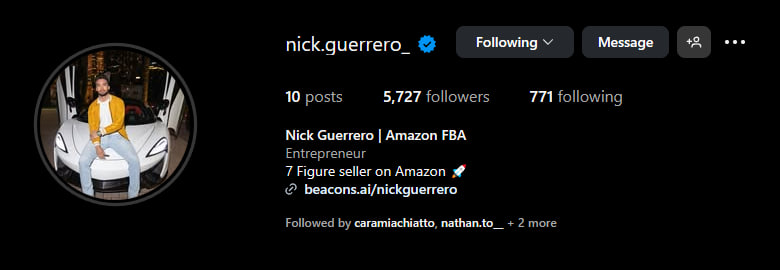 nick.guerrero_ Following Message
10 posts 5,727 followers 771 following
Nick Guerrero | Amazon FBA
Entrepreneur
7 Figure seller on Amazon 🚀
beacons.ai/nickguerrero
Followed by caramiachiatto, nathan.to__ + 2 more